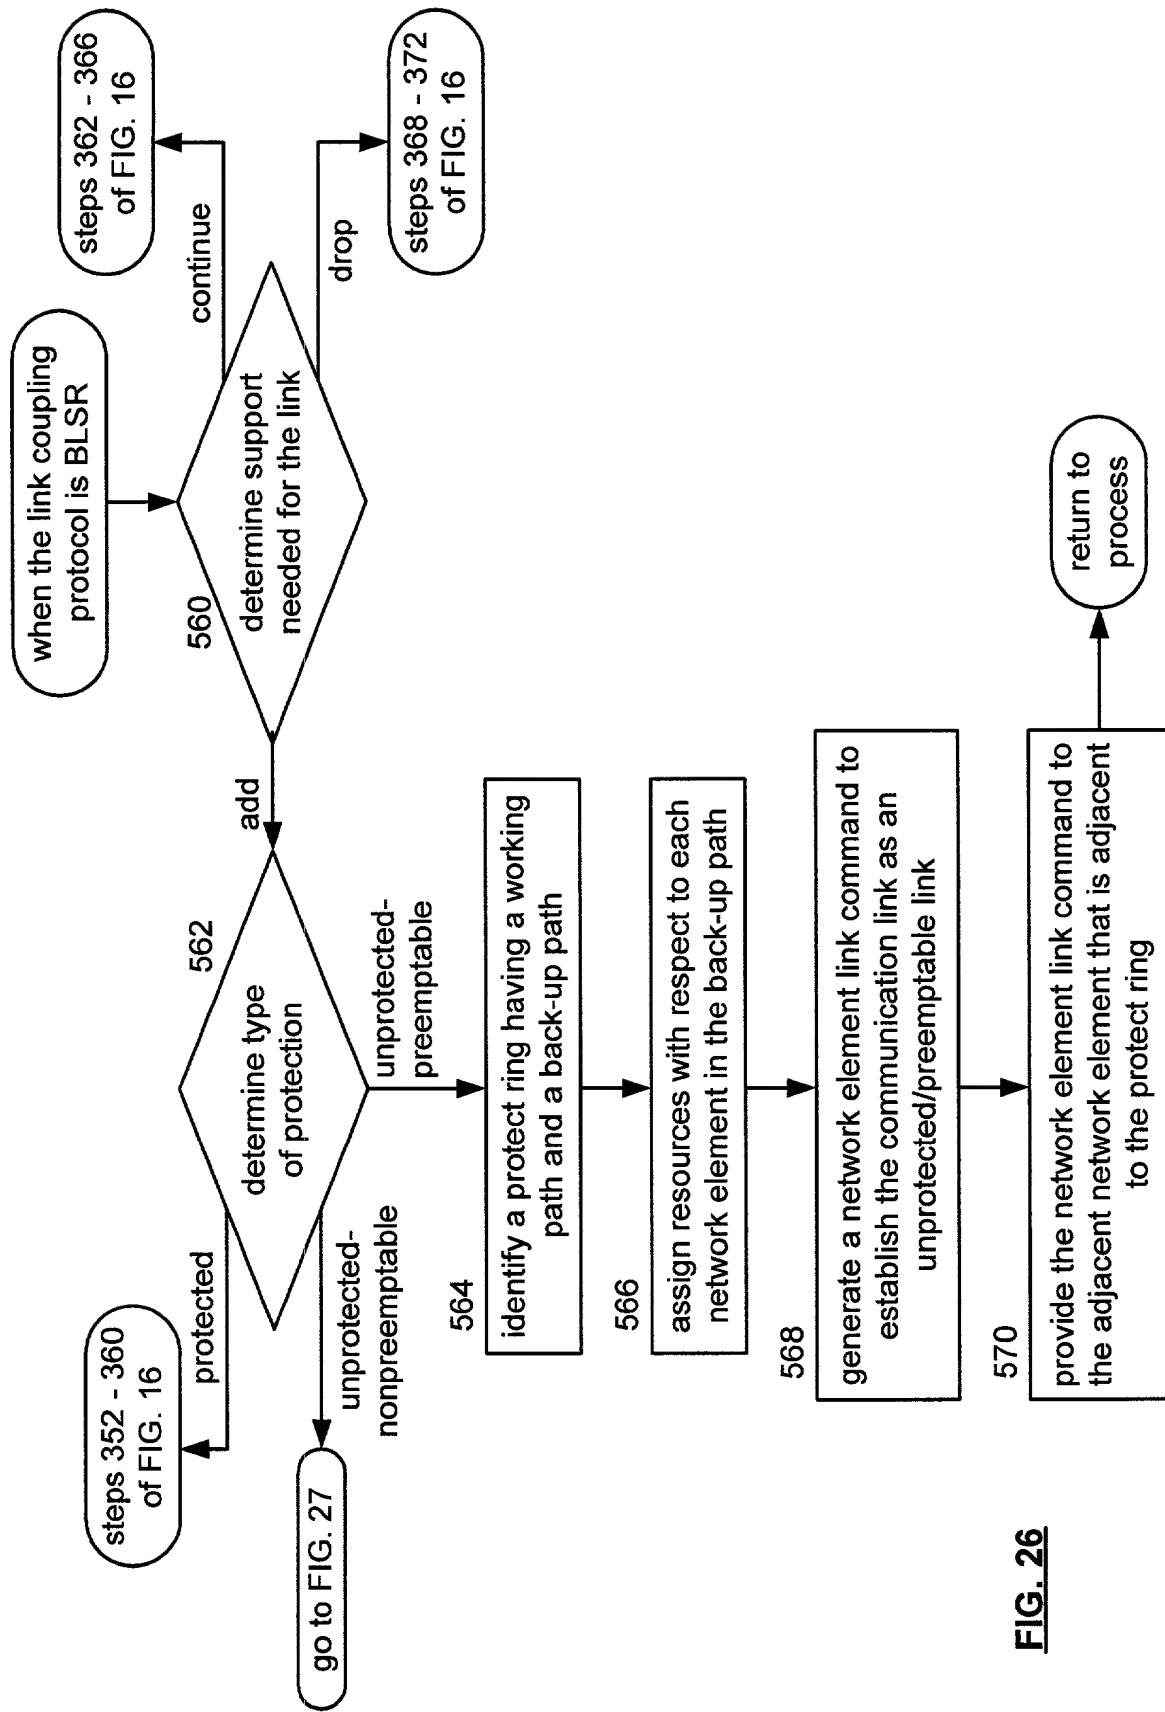 when the link coupling
protocol is BLSR
560
determine support
needed for the link
continue
steps 362 - 366
of FIG. 16
drop
steps 368 - 372
of FIG. 16
add
562
determine type
of protection
protected
steps 352 - 360
of FIG. 16
unprotected-
nonpreemptable
go to FIG. 27
unprotected-
preemptable
564
identify a protect ring having a working
path and a back-up path
566
assign resources with respect to each
network element in the back-up path
568
generate a network element link command to
establish the communication link as an
unprotected/preemptable link
570
provide the network element link command to
the adjacent network element that is adjacent
to the protect ring
return to
process
FIG. 26